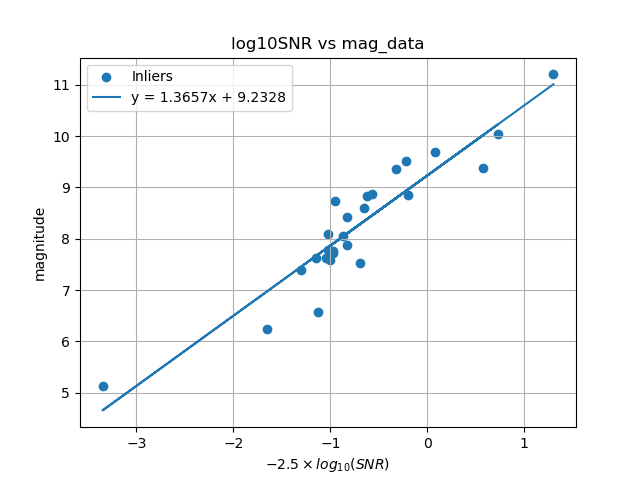 log10SNR vs mag_data
Inliers
y = 1.3657x + 9.2328
11
10
9
8
7
6
5
magnitude
−3 −2 −1 0 1
−2.5 × log₁₀(SNR)